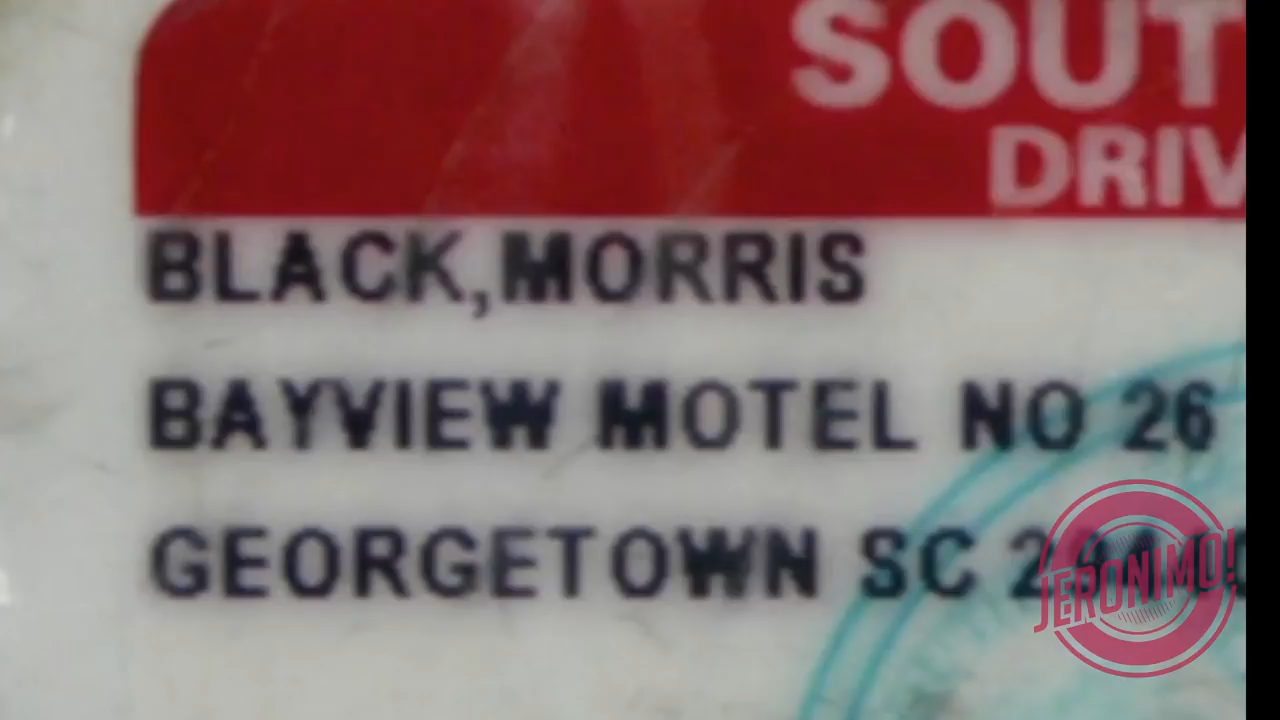 SOUT
DRIV
BLACK,MORRIS
BAYVIEW MOTEL NO 26
GEORGETOWN SC
JERONIMO!